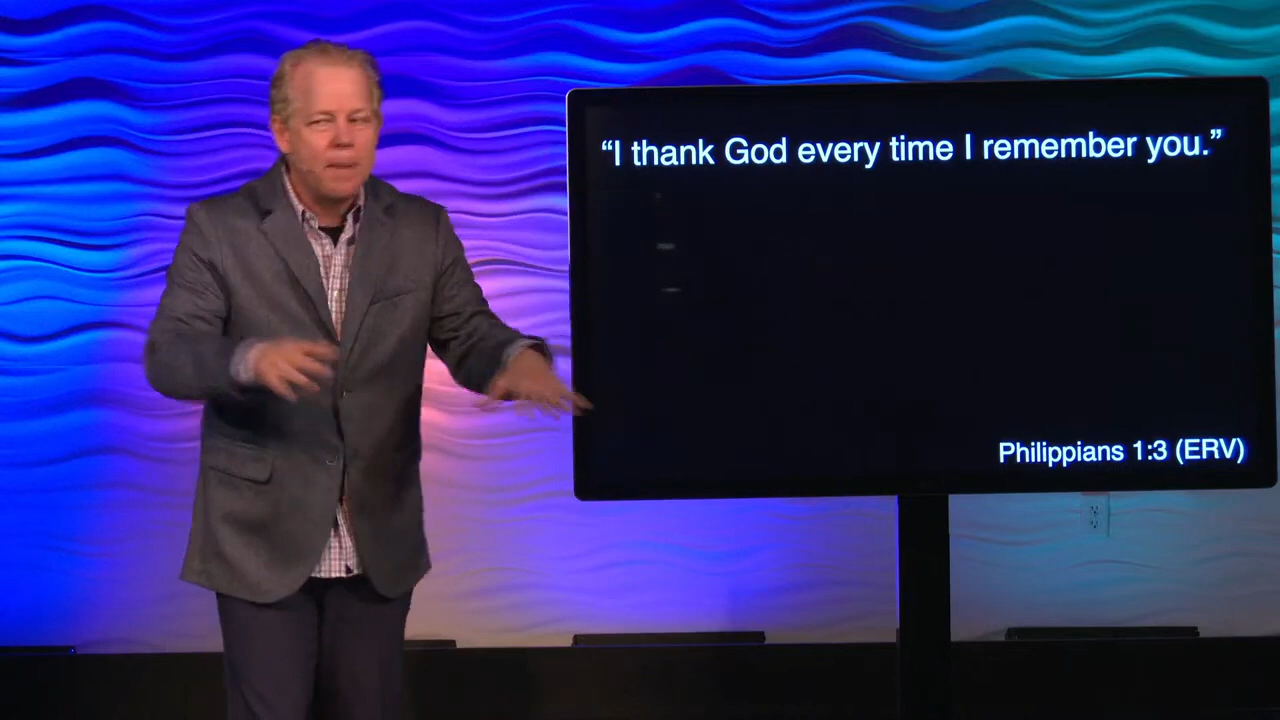 “I thank God every time I remember you.”
Philippians 1:3 (ERV)